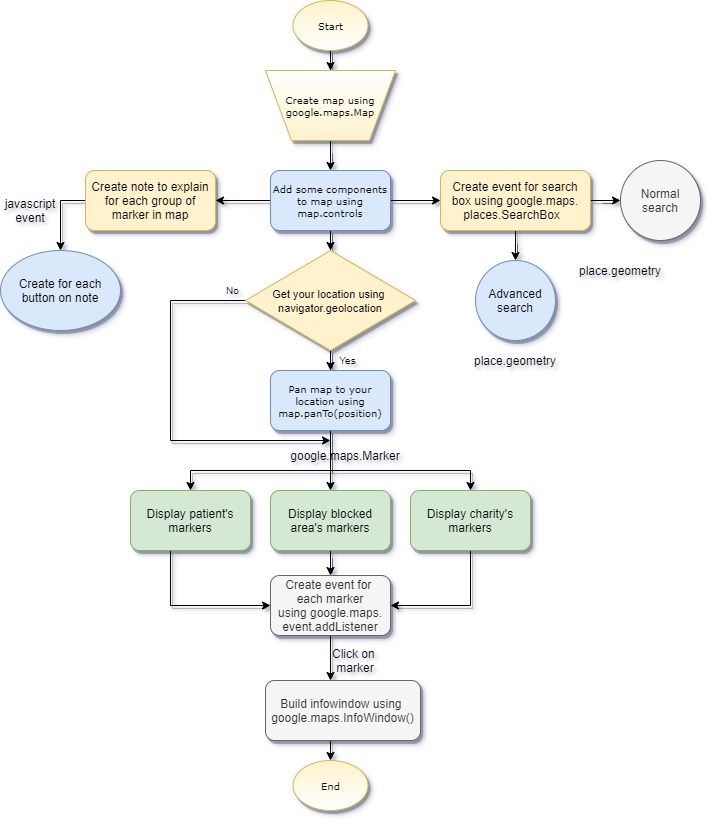 Start
Create map using
google.maps.Map
Create note to explain
for each group of
marker in map
Add some components
to map using
map.controls
Create event for search
box using google.maps.
places.SearchBox
Normal
search
javascript
event
Create for each
button on note
No
Get your location using
navigator.geolocation
Advanced
search
place.geometry
place.geometry
Yes
Pan map to your
location using
map.panTo(position)
google.maps.Marker
Display patient's
markers
Display blocked
area's markers
Display charity's
markers
Create event for
each marker
using google.maps.
event.addListener
Click on
marker
Build infowindow using
google.maps.InfoWindow()
End